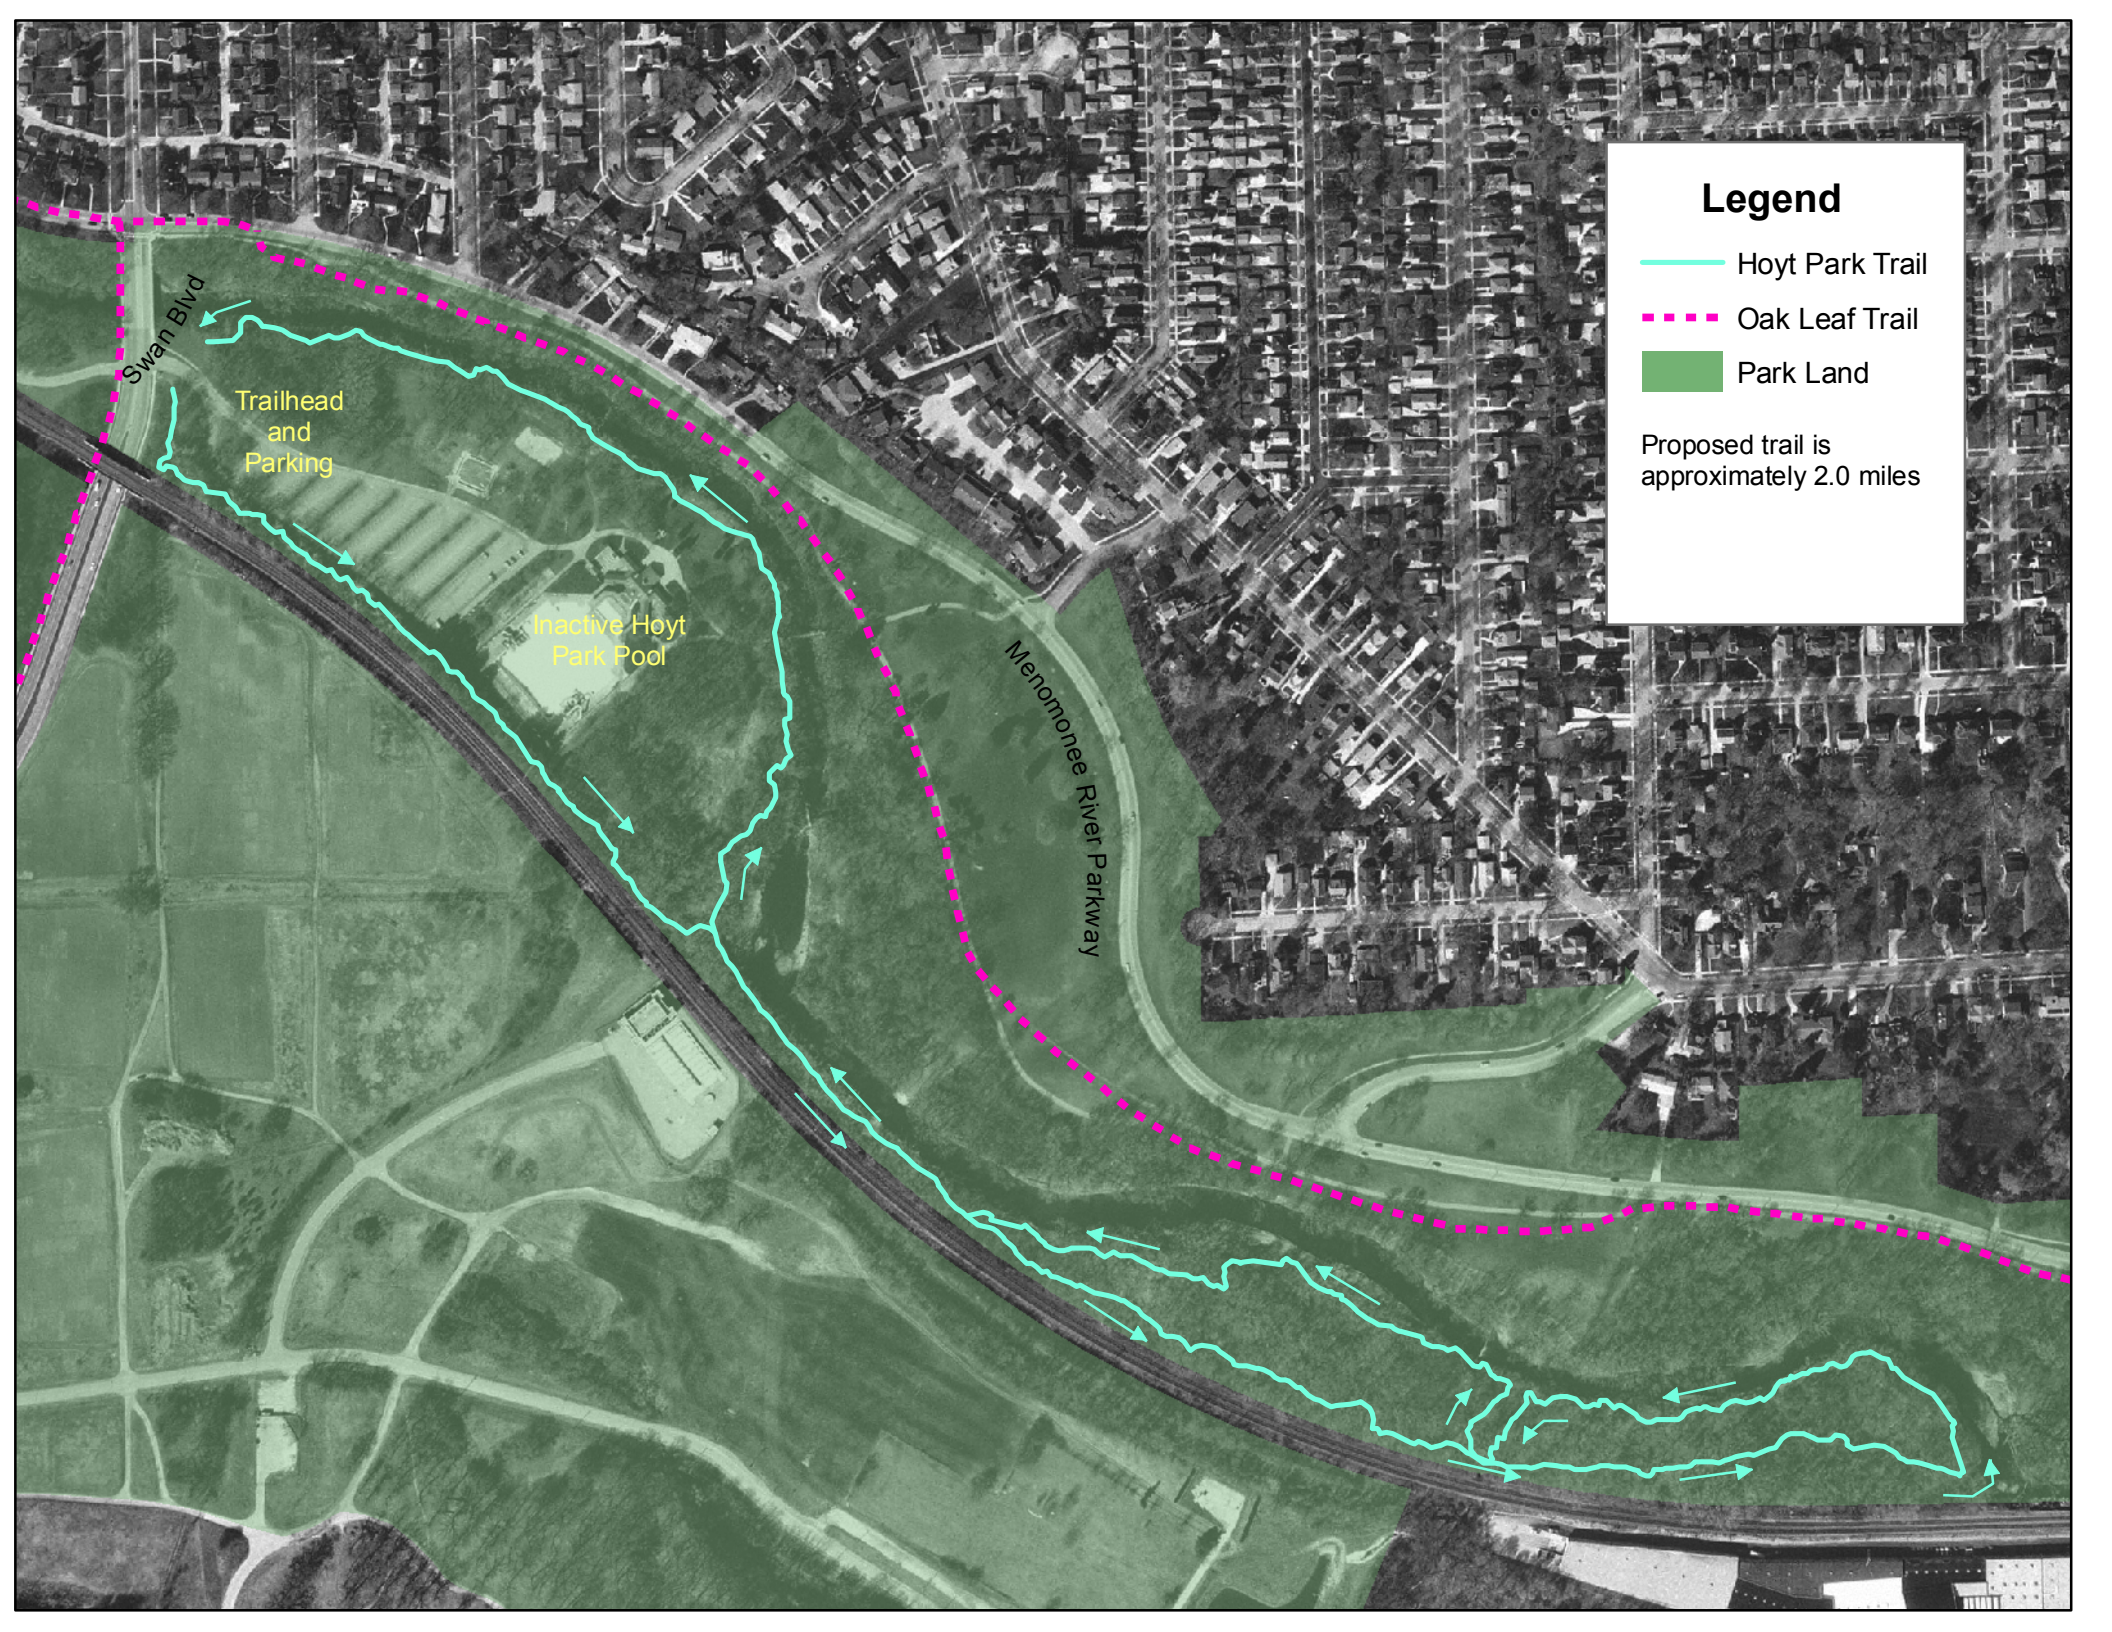 Legend
Hoyt Park Trail
Oak Leaf Trail
Park Land
Proposed trail is
approximately 2.0 miles
Swan Blvd
Trailhead
and
Parking
Inactive Hoyt
Park Pool
Menomonee River Parkway